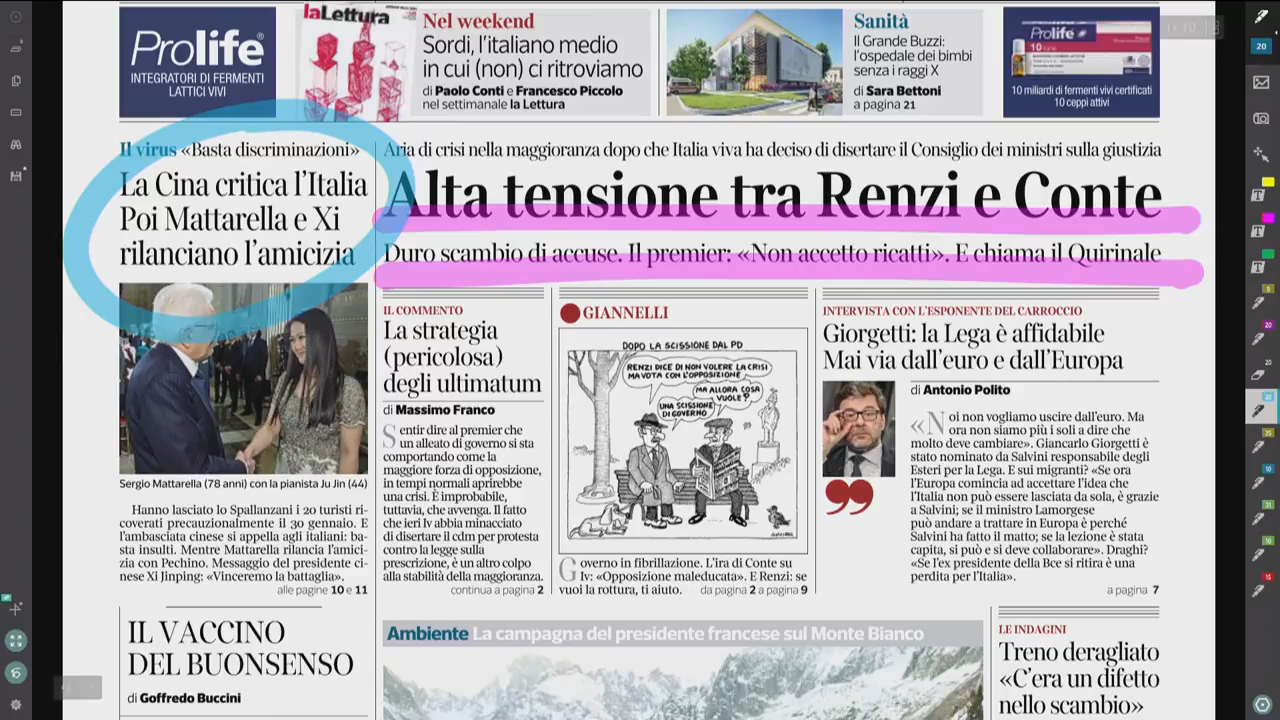 Prolife®
INTEGRATORI DI FERMENTI
LATTICI VIVI
laLettura
Nel weekend
Sordi, l'italiano medio
in cui (non) ci ritroviamo
di Paolo Conti e Francesco Piccolo
nel settimanale la Lettura
Sanità
Il Grande Buzzi:
l'ospedale dei bimbi
senza i raggi X
di Sara Bettoni
a pagina 21
Prolife
10 miliardi di fermenti vivi certificati
10 ceppi attivi
Il virus «Basta discriminazioni»
La Cina critica l'Italia
Poi Mattarella e Xi
rilanciano l'amicizia
Sergio Mattarella (78 anni) con la pianista Ju Jin (44)
Hanno lasciato lo Spallanzani i 20 turisti ri-
coverati precauzionalmente il 30 gennaio. E
l'ambasciata cinese si appella agli italiani: ba-
sta insulti. Mentre Mattarella rilancia l'amici-
zia con Pechino. Messaggio del presidente ci-
nese Xi Jinping: «Vinceremo la battaglia».
alle pagine 10 e 11
Aria di crisi nella maggioranza dopo che Italia viva ha deciso di disertare il Consiglio dei ministri sulla giustizia
Alta tensione tra Renzi e Conte
Duro scambio di accuse. Il premier: «Non accetto ricatti». E chiama il Quirinale
IL COMMENTO
La strategia
(pericolosa)
degli ultimatum
di Massimo Franco
Sentir dire al premier che
un alleato di governo si sta
comportando come la
maggiore forza di opposizione,
in tempi normali aprirebbe
una crisi. È improbabile,
tuttavia, che avvenga. Il fatto
che ieri Iv abbia minacciato
di disertare il cdm per protesta
contro la legge sulla
prescrizione, è un altro colpo
alla stabilità della maggioranza.
continua a pagina 2
GIANNELLI
DOPO LA SCISSIONE DAL PD
RENZI DICE DI NON VOLERE LA CRISI
MA VOTA CON L'OPPOSIZIONE
MA ALLORA COSA
VUOLE?
UNA SCISSIONE
DI GOVERNO
Governo in fibrillazione. L'ira di Conte su
Iv: «Opposizione maleducata». E Renzi: se
vuoi la rottura, ti aiuto. da pagina 2 a pagina 9
INTERVISTA CON L'ESPONENTE DEL CARROCCIO
Giorgetti: la Lega è affidabile
Mai via dall'euro e dall'Europa
di Antonio Polito
«Noi non vogliamo uscire dall'euro. Ma
ora non siamo più i soli a dire che
molto deve cambiare». Giancarlo Giorgetti è
stato nominato da Salvini responsabile degli
Esteri per la Lega. E sui migranti? «Se ora
l'Europa comincia ad accettare l'idea che
l'Italia non può essere lasciata da sola, è grazie
a Salvini; se il ministro Lamorgese
può andare a trattare in Europa è perché
Salvini ha fatto il matto; se la lezione è stata
capita, si può e si deve collaborare». Draghi?
«Se l'ex presidente della Bce si ritira è una
perdita per l'Italia».
a pagina 7
IL VACCINO
DEL BUONSENSO
di Goffredo Buccini
Ambiente La campagna del presidente francese sul Monte Bianco
LE INDAGINI
Treno deragliato
«C'era un difetto
nello scambio»